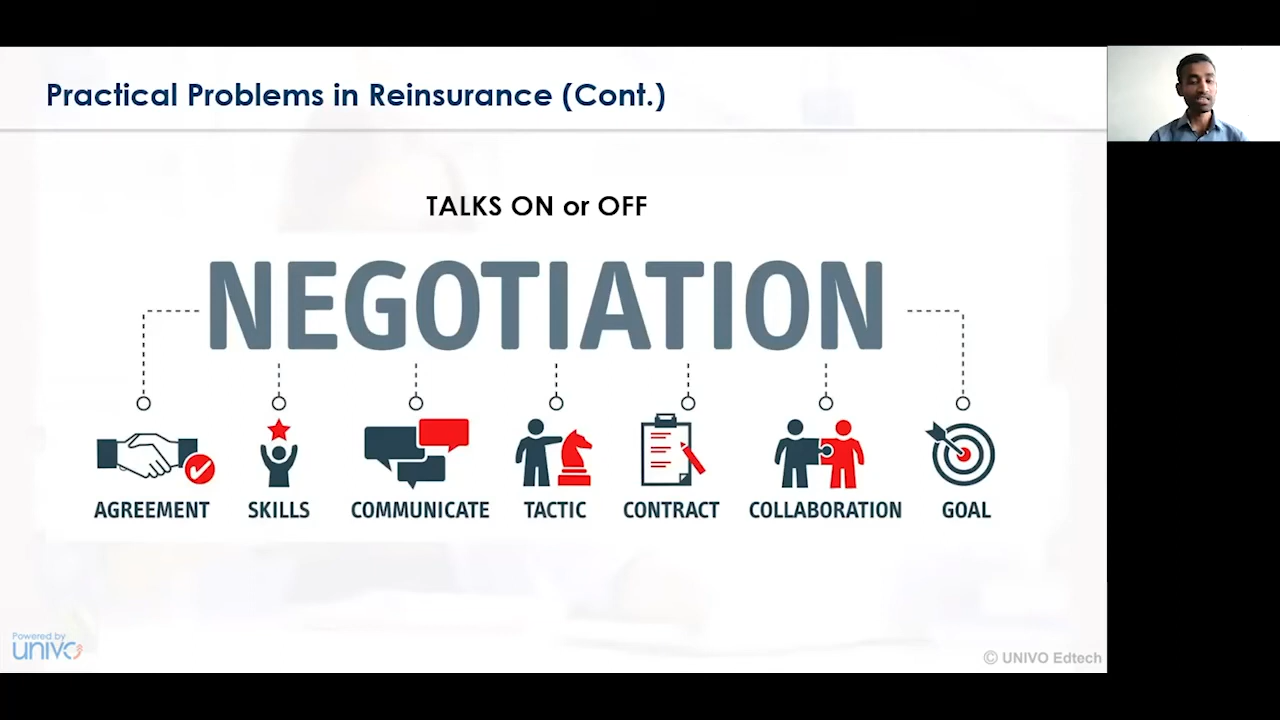 Practical Problems in Reinsurance (Cont.)
TALKS ON or OFF
NEGOTIATION
AGREEMENT SKILLS COMMUNICATE TACTIC CONTRACT COLLABORATION GOAL
Powered by
univo
© UNIVO Edtech